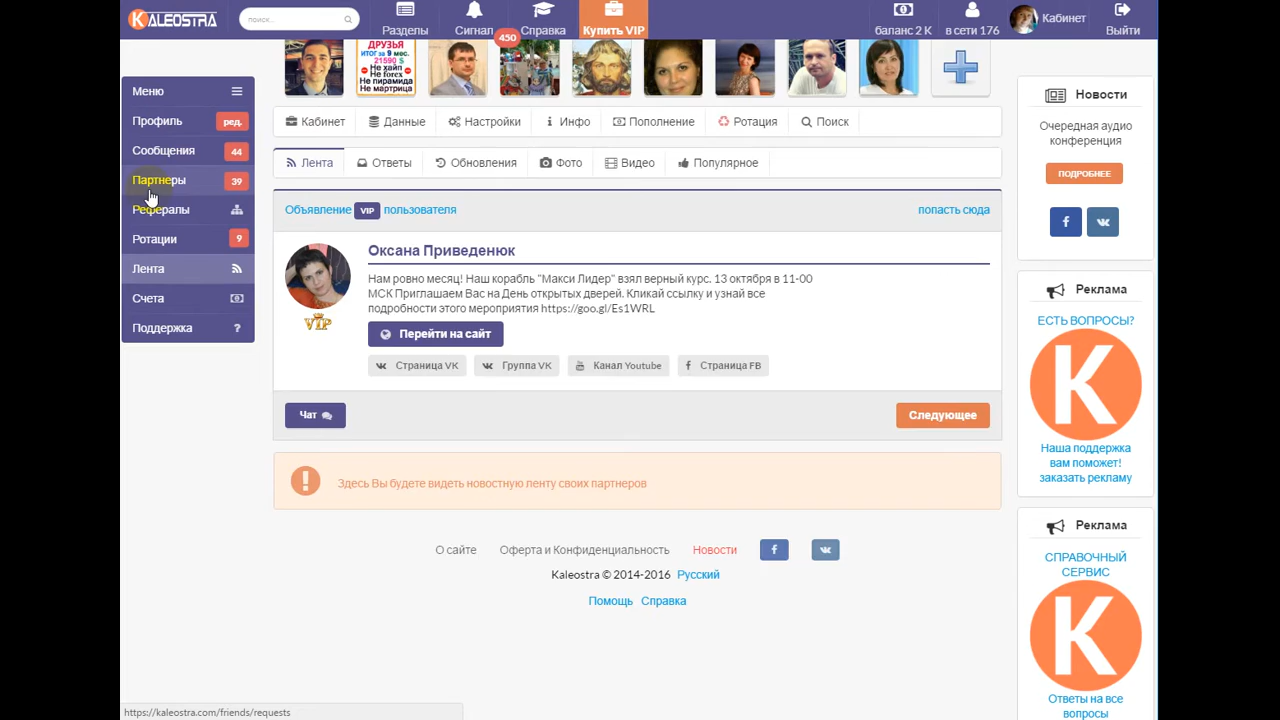 KALEOSTRA
поиск...
Разделы
Сигнал
450
Справка
Купить VIP
баланс 2 K
в сети 176
Кабинет
Выйти
ДРУЗЬЯ
итог за 9 мес.
21590 $
Не хайп
Не forex
Не пирамида
Не матрица
Меню
Профиль ред.
Сообщения 44
Партнеры 39
Рефералы
Ротации 9
Лента
Счета
Поддержка ?
Кабинет Данные Настройки Инфо Пополнение Ротация Поиск
Лента Ответы Обновления Фото Видео Популярное
Объявление VIP пользователя
попасть сюда
Оксана Приведенюк
Нам ровно месяц! Наш корабль "Макси Лидер" взял верный курс. 13 октября в 11-00
МСК Приглашаем Вас на День открытых дверей. Кликай ссылку и узнай все
подробности этого мероприятия https://goo.gl/Es1WRL
VIP
Перейти на сайт
Страница VK Группа VK Канал Youtube Страница FB
Чат
Следующее
Здесь Вы будете видеть новостную ленту своих партнеров
О сайте Оферта и Конфиденциальность Новости
Kaleostra © 2014-2016 Русский
Помощь Справка
Новости
Очередная аудио
конференция
ПОДРОБНЕЕ
Реклама
ЕСТЬ ВОПРОСЫ?
K
Наша поддержка
вам поможет!
заказать рекламу
Реклама
СПРАВОЧНЫЙ
СЕРВИС
K
Ответы на все
вопросы
https://kaleostra.com/friends/requests